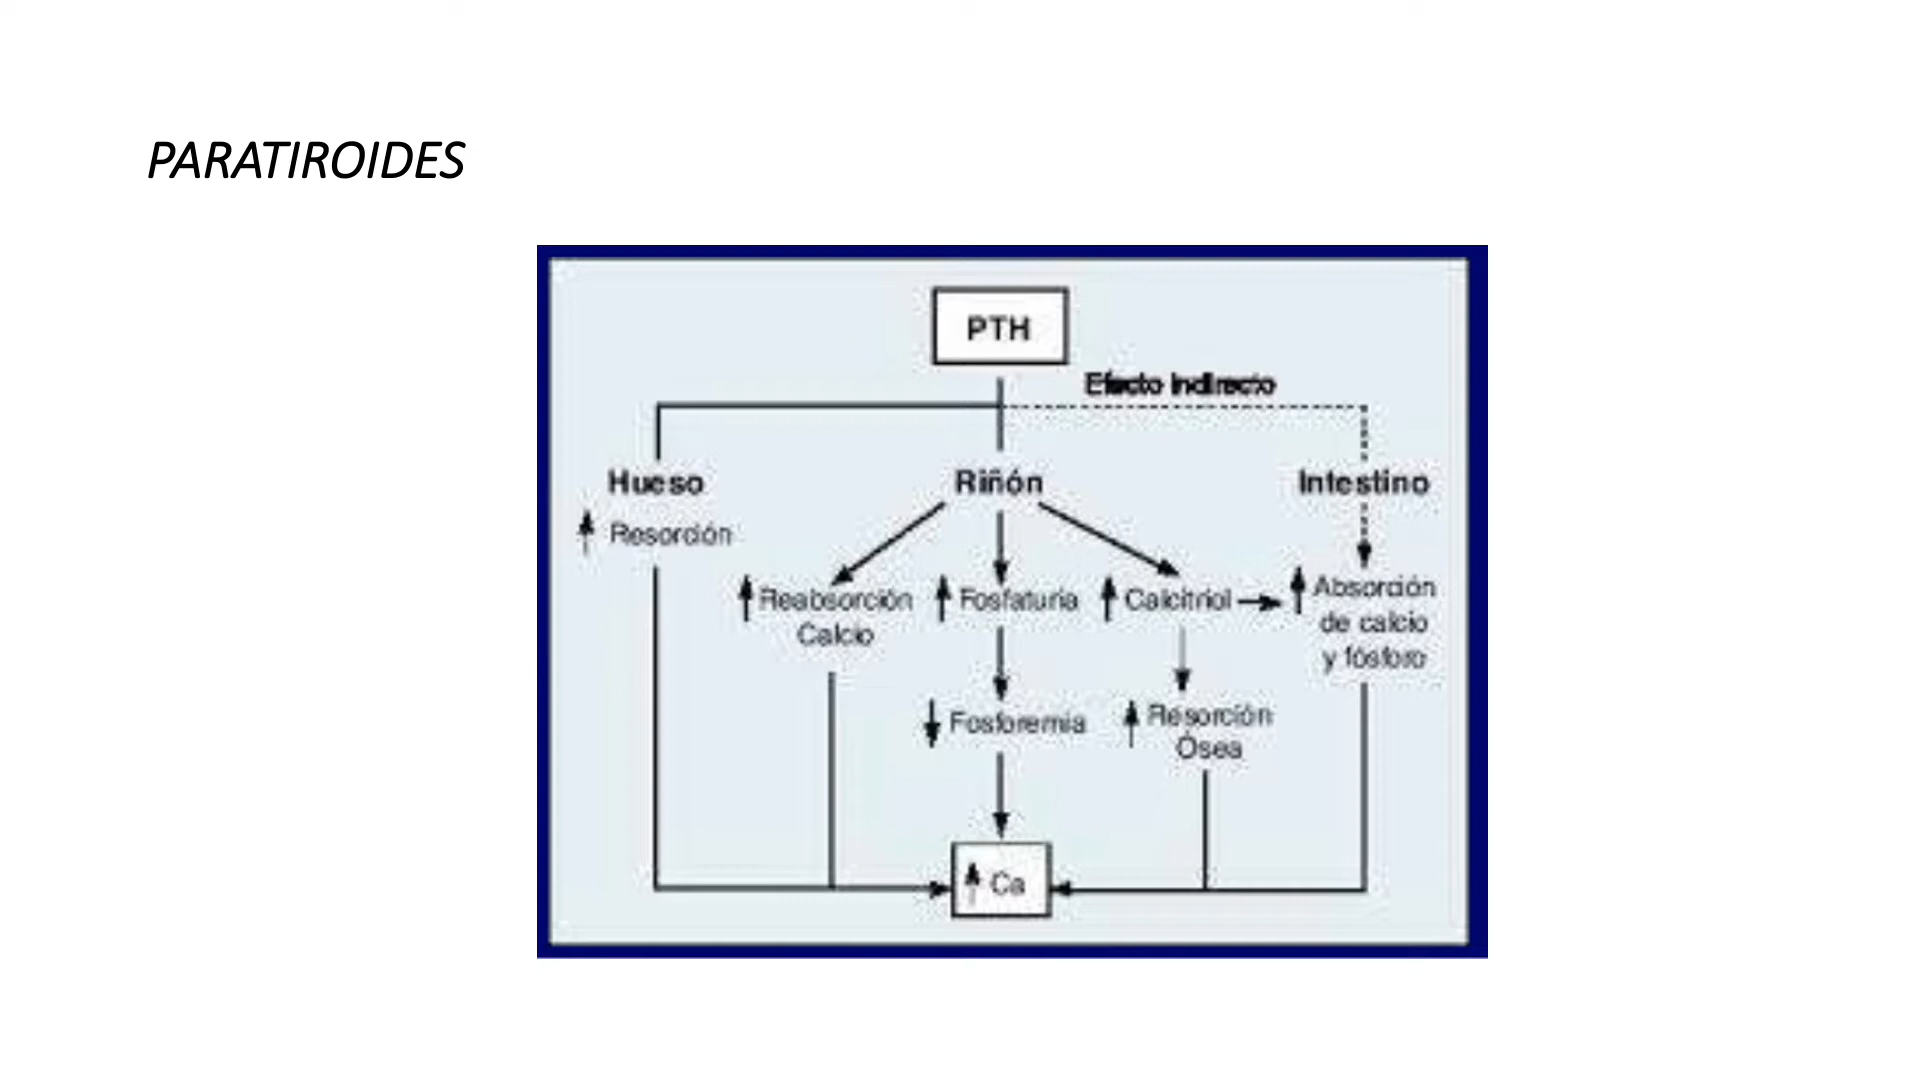 PARATIROIDES
PTH
Efecto Indirecto
Hueso
Riñón
Intestino
Resorción
Reabsorción
Calcio
Fosfaturia
Calcitriol
Absorción
de calcio
y fósforo
Fosforemia
Resorción
Ósea
Ca